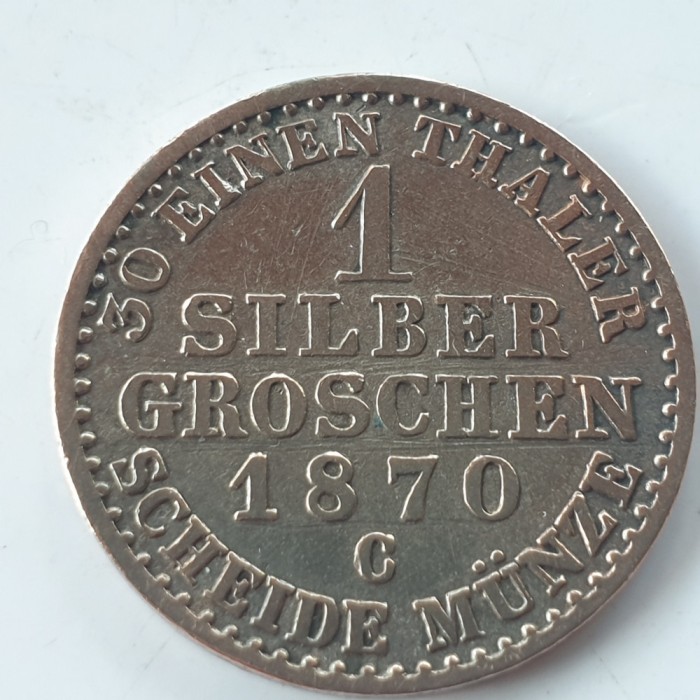 30 EINEN THALER
1
SILBER
GROSCHEN
1870
C
SCHEIDE MÜNZE